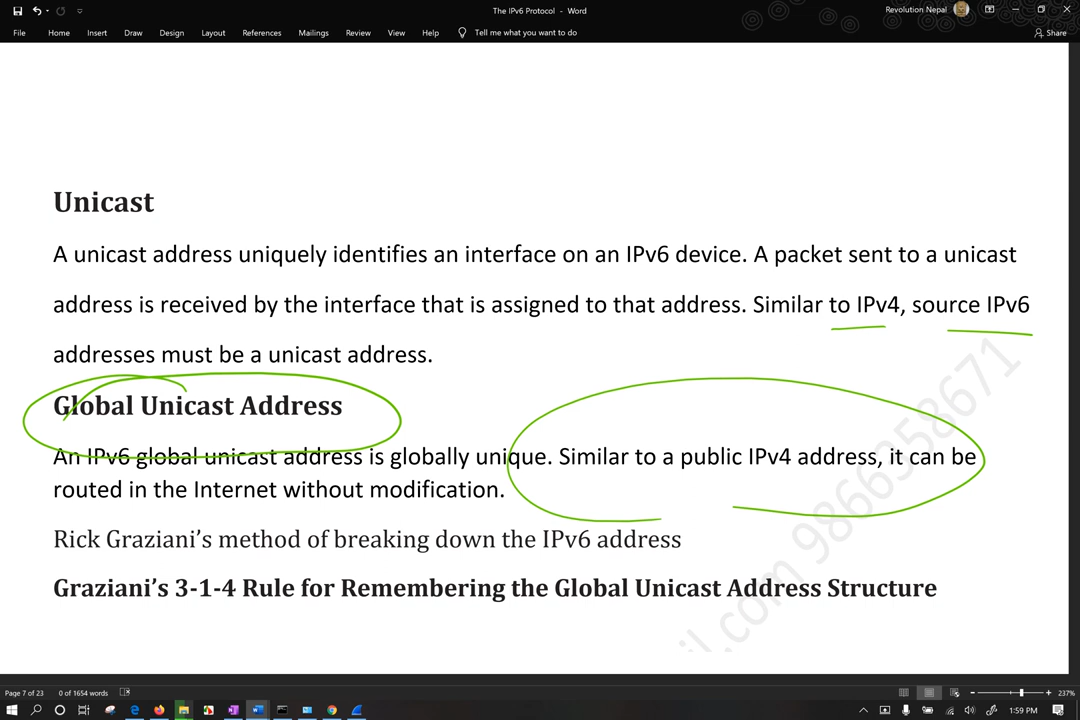 The IPv6 Protocol - Word
Revolution Nepal
File Home Insert Draw Design Layout References Mailings Review View Help Tell me what you want to do Share
Unicast
A unicast address uniquely identifies an interface on an IPv6 device. A packet sent to a unicast
address is received by the interface that is assigned to that address. Similar to IPv4, source IPv6
addresses must be a unicast address.
Global Unicast Address
An IPv6 global unicast address is globally unique. Similar to a public IPv4 address, it can be
routed in the Internet without modification.
Rick Graziani's method of breaking down the IPv6 address
Graziani's 3-1-4 Rule for Remembering the Global Unicast Address Structure
il.com 9866358671
Page 7 of 23 0 of 1654 words 237%
1:59 PM